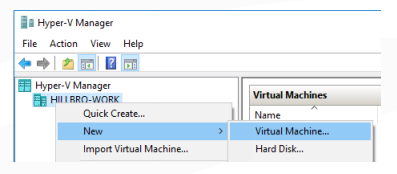 Hyper-V Manager
File Action View Help
Hyper-V Manager
HILLBRO-WORK
Virtual Machines
Quick Create...
Name
New
Virtual Machine...
Import Virtual Machine...
Hard Disk...